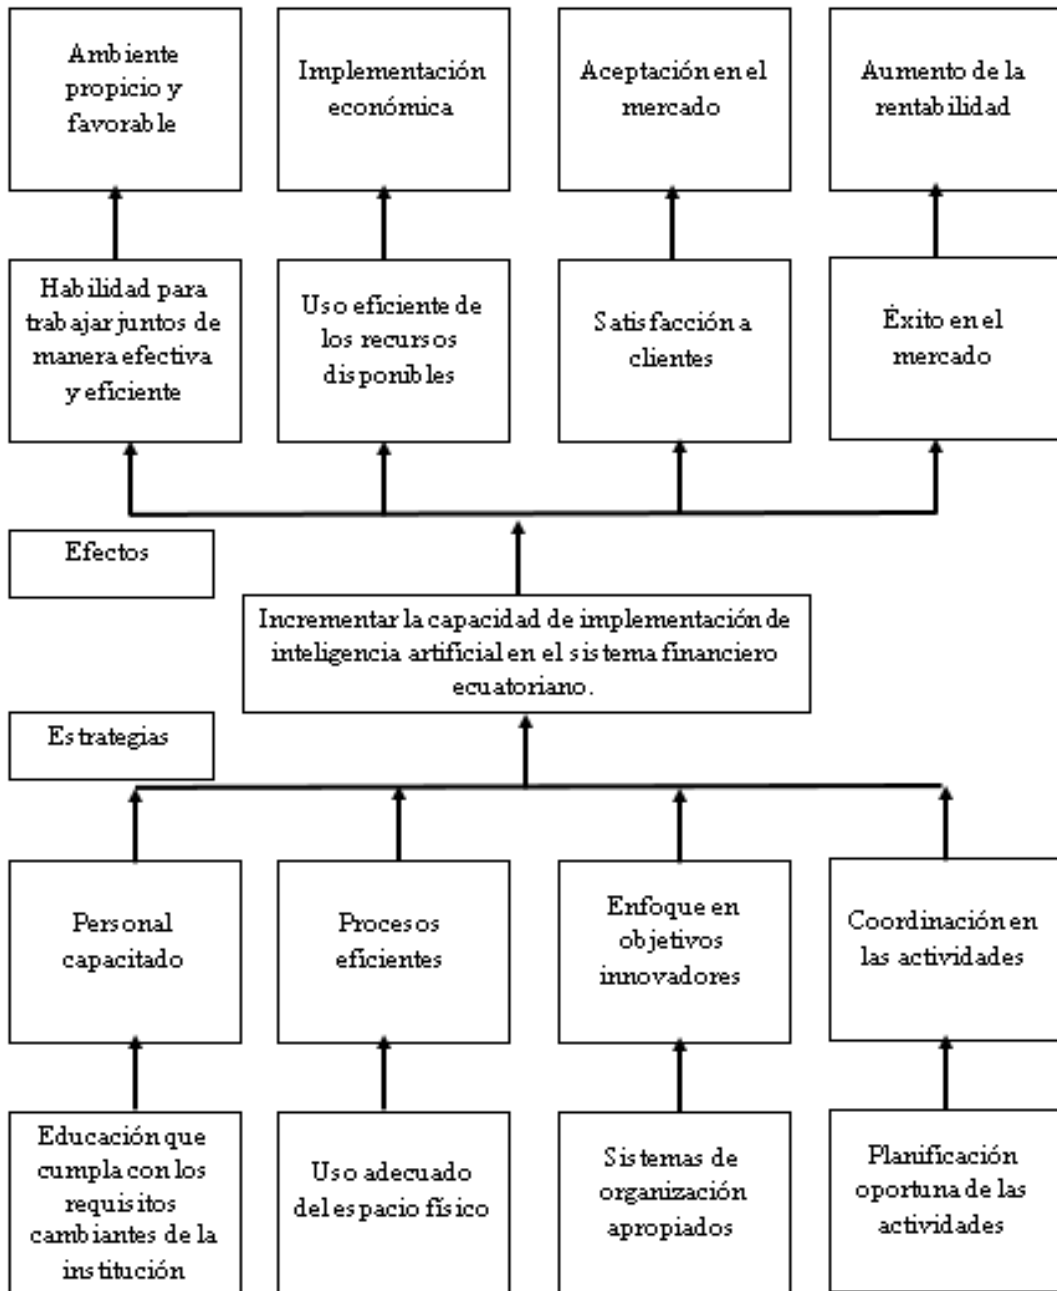 Ambiente
propicio y
favorable
Implementación
económica
Aceptación en el
mercado
Aumento de la
rentabilidad
Habilidad para
trabajar juntos de
manera efectiva
y eficiente
Uso eficiente de
los recursos
disponibles
Satisfacción a
clientes
Éxito en el
mercado
Efectos
Incrementar la capacidad de implementación de
inteligencia artificial en el sistema financiero
ecuatoriano.
Estrategias
Personal
capacitado
Procesos
eficientes
Enfoque en
objetivos
innovadores
Coordinación en
las actividades
Educación que
cumpla con los
requisitos
cambiantes de la
institución
Uso adecuado
del espacio físico
Sistemas de
organización
apropiados
Planificación
oportuna de las
actividades